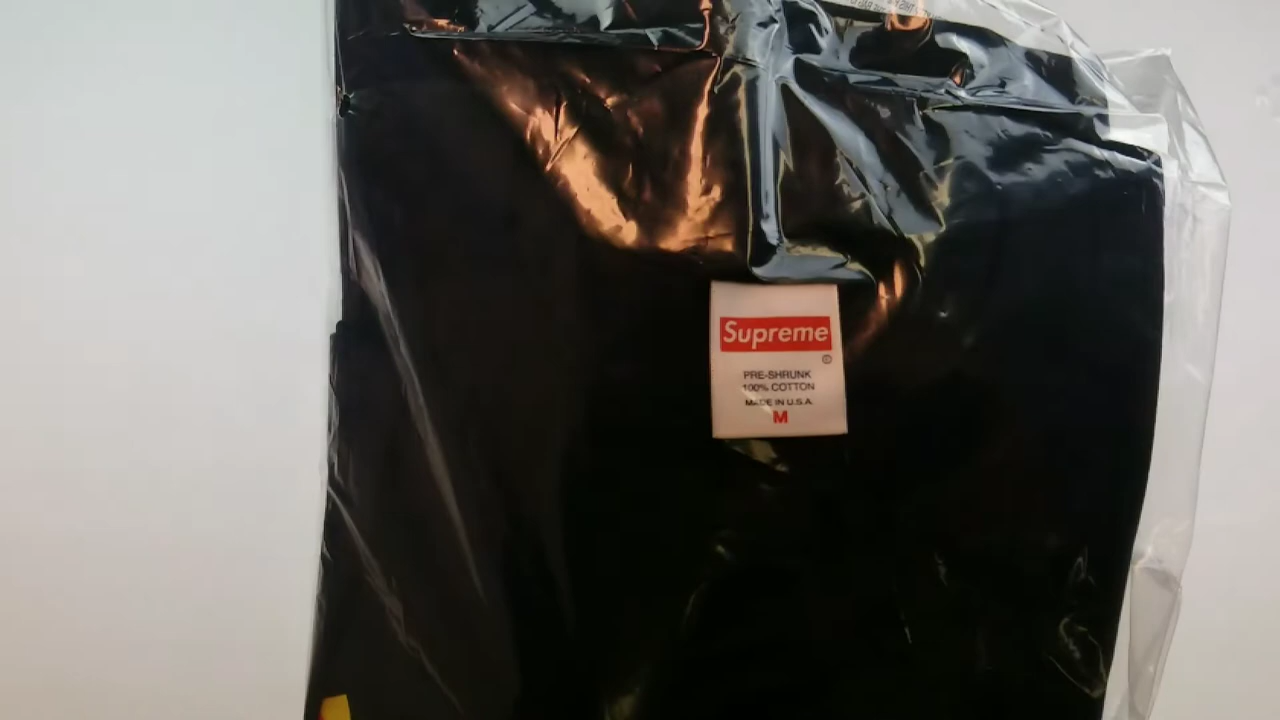 Supreme
©
PRE-SHRUNK
100% COTTON
MADE IN U.S.A.
M